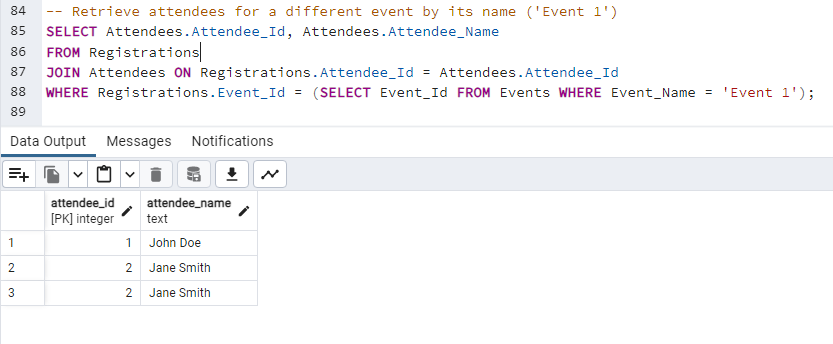 84 -- Retrieve attendees for a different event by its name ('Event 1')
85 SELECT Attendees.Attendee_Id, Attendees.Attendee_Name
86 FROM Registrations
87 JOIN Attendees ON Registrations.Attendee_Id = Attendees.Attendee_Id
88 WHERE Registrations.Event_Id = (SELECT Event_Id FROM Events WHERE Event_Name = 'Event 1');
89
Data Output Messages Notifications
attendee_id attendee_name
[PK] integer text
1 1 John Doe
2 2 Jane Smith
3 2 Jane Smith